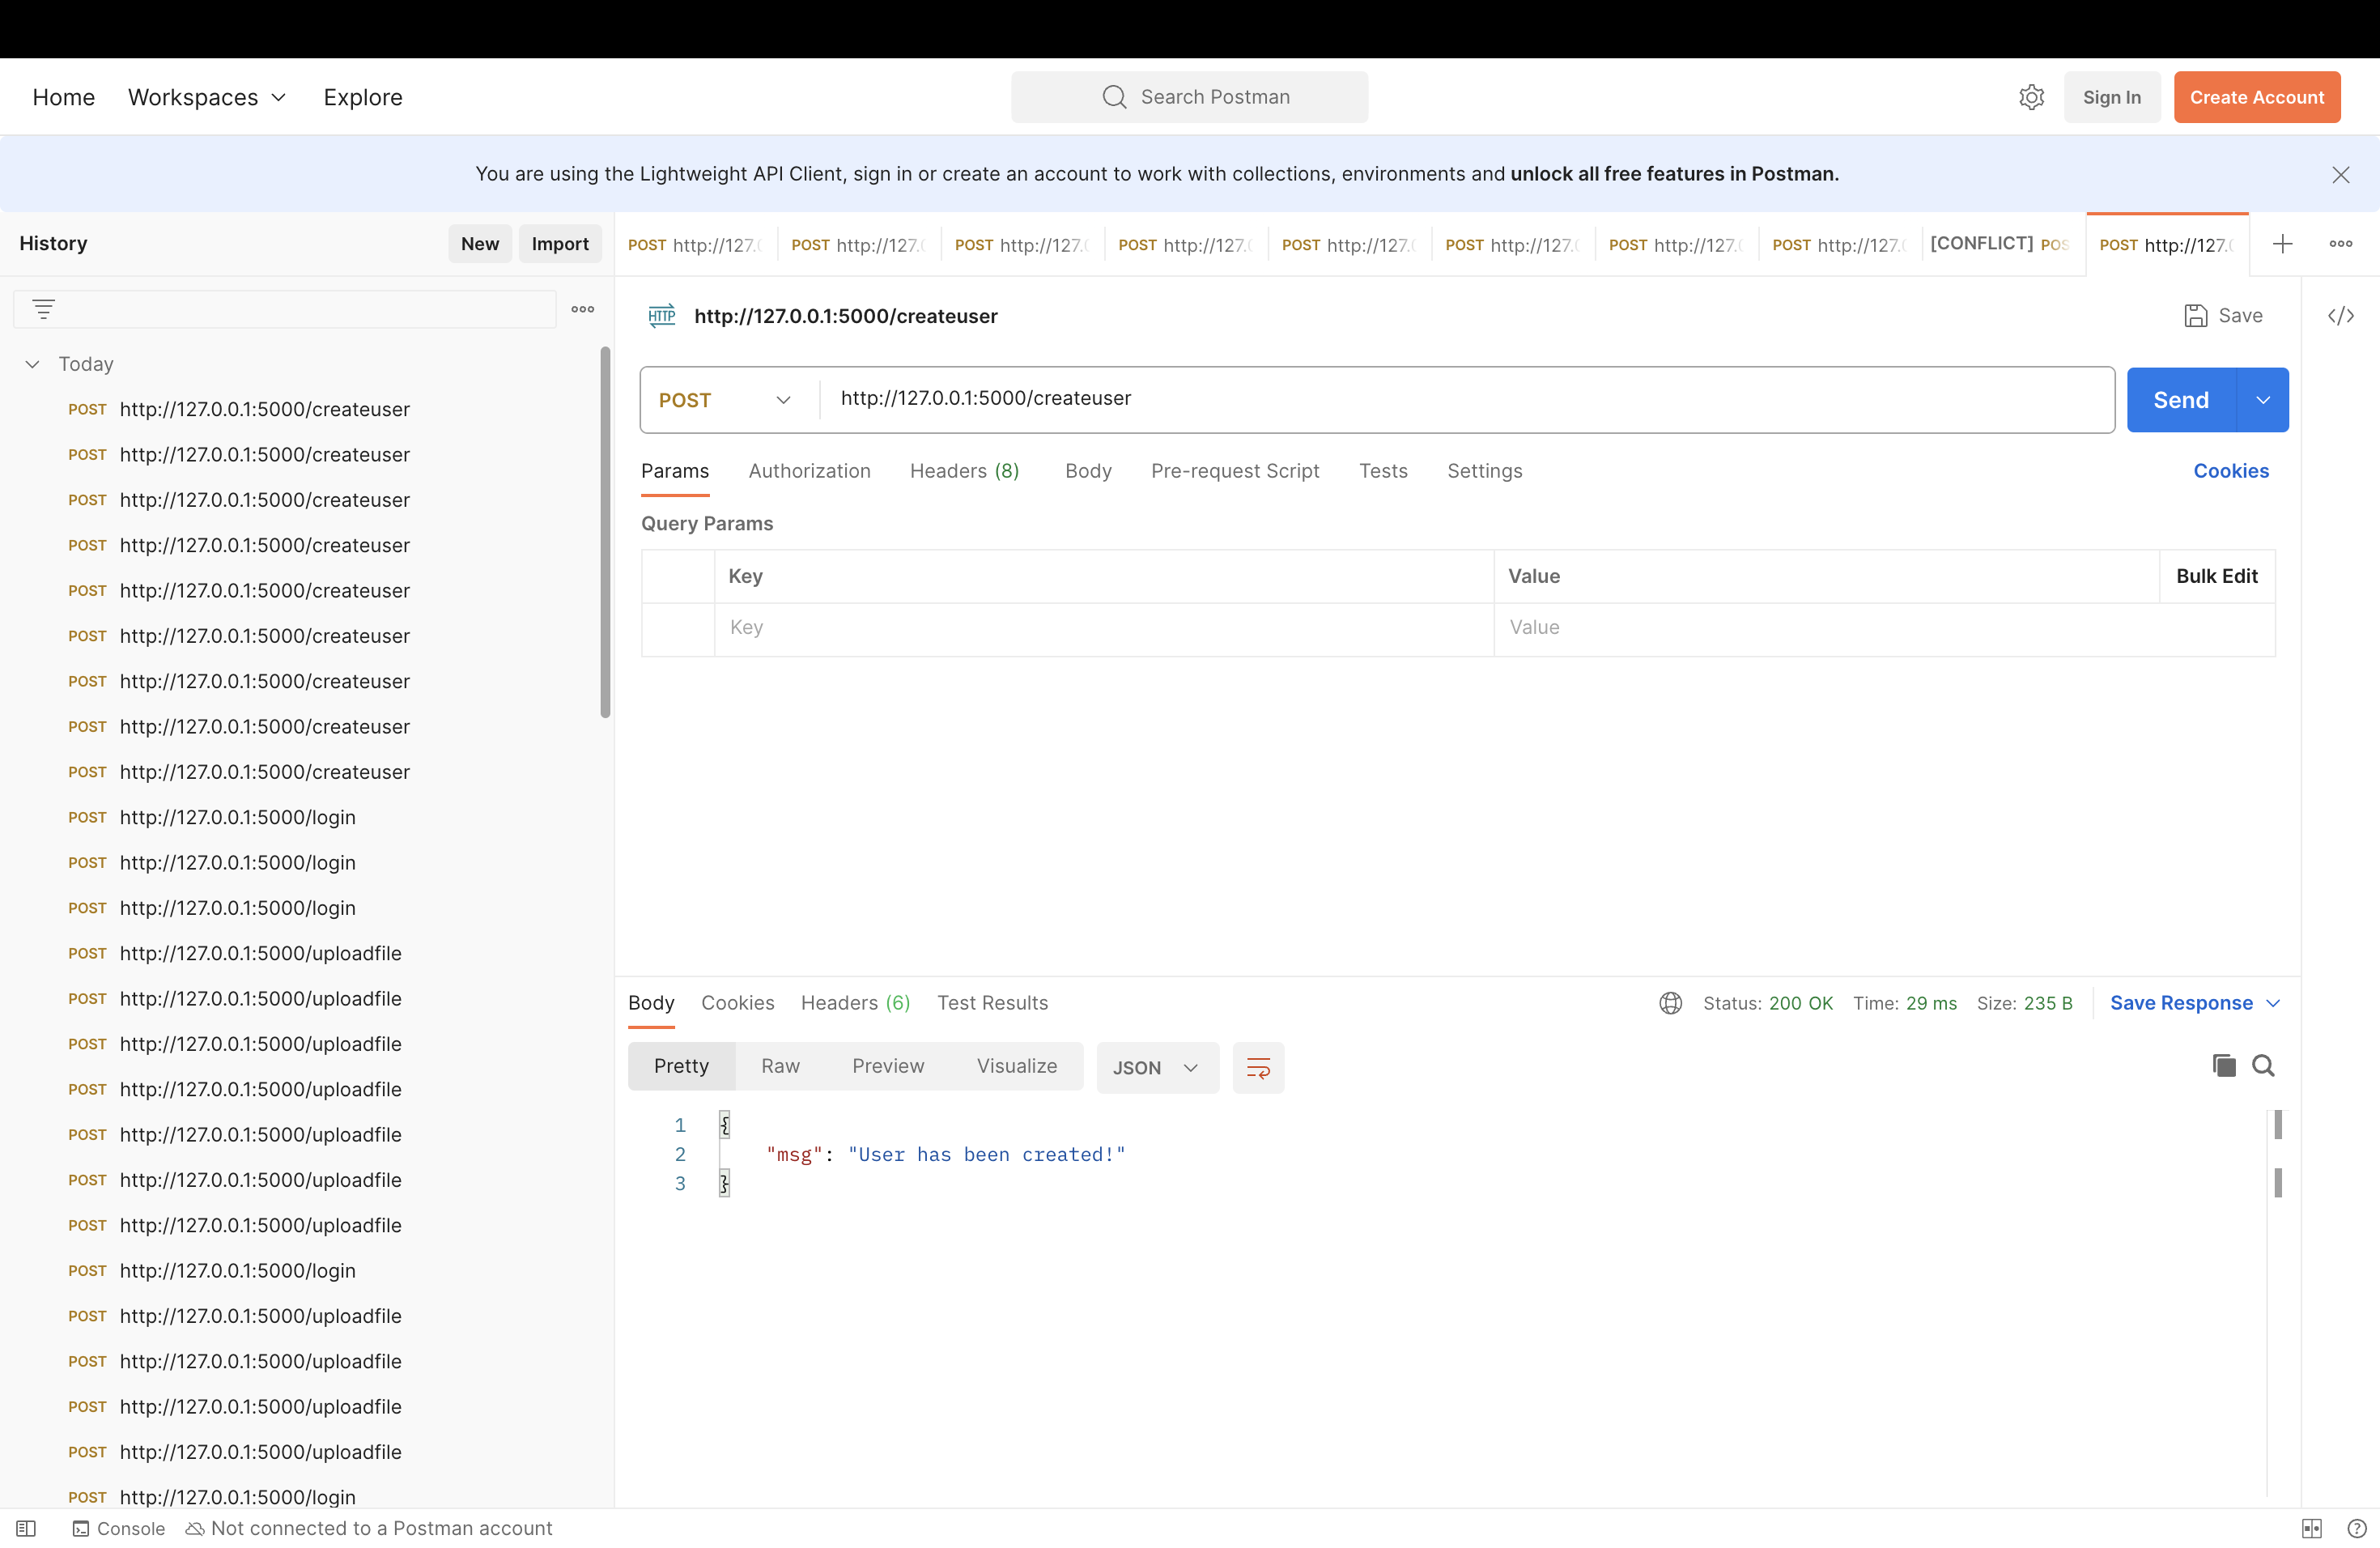 Home Workspaces Explore Search Postman Sign In Create Account
You are using the Lightweight API Client, sign in or create an account to work with collections, environments and unlock all free features in Postman.
History New Import
POST http://127.0 POST http://127.0 POST http://127.0 POST http://127.0 POST http://127.0 POST http://127.0 POST http://127.0 POST http://127.0 [CONFLICT] POS POST http://127.0
Today
POST http://127.0.0.1:5000/createuser
POST http://127.0.0.1:5000/createuser
POST http://127.0.0.1:5000/createuser
POST http://127.0.0.1:5000/createuser
POST http://127.0.0.1:5000/createuser
POST http://127.0.0.1:5000/createuser
POST http://127.0.0.1:5000/createuser
POST http://127.0.0.1:5000/createuser
POST http://127.0.0.1:5000/createuser
POST http://127.0.0.1:5000/login
POST http://127.0.0.1:5000/login
POST http://127.0.0.1:5000/login
POST http://127.0.0.1:5000/uploadfile
POST http://127.0.0.1:5000/uploadfile
POST http://127.0.0.1:5000/uploadfile
POST http://127.0.0.1:5000/uploadfile
POST http://127.0.0.1:5000/uploadfile
POST http://127.0.0.1:5000/uploadfile
POST http://127.0.0.1:5000/uploadfile
POST http://127.0.0.1:5000/login
POST http://127.0.0.1:5000/uploadfile
POST http://127.0.0.1:5000/uploadfile
POST http://127.0.0.1:5000/uploadfile
POST http://127.0.0.1:5000/uploadfile
POST http://127.0.0.1:5000/login
HTTP http://127.0.0.1:5000/createuser Save </>
POST http://127.0.0.1:5000/createuser Send
Params Authorization Headers (8) Body Pre-request Script Tests Settings Cookies
Query Params
Key Value Bulk Edit
Key Value
Body Cookies Headers (6) Test Results Status: 200 OK Time: 29 ms Size: 235 B Save Response
Pretty Raw Preview Visualize JSON
1 {
2 "msg": "User has been created!"
3 }
Console Not connected to a Postman account